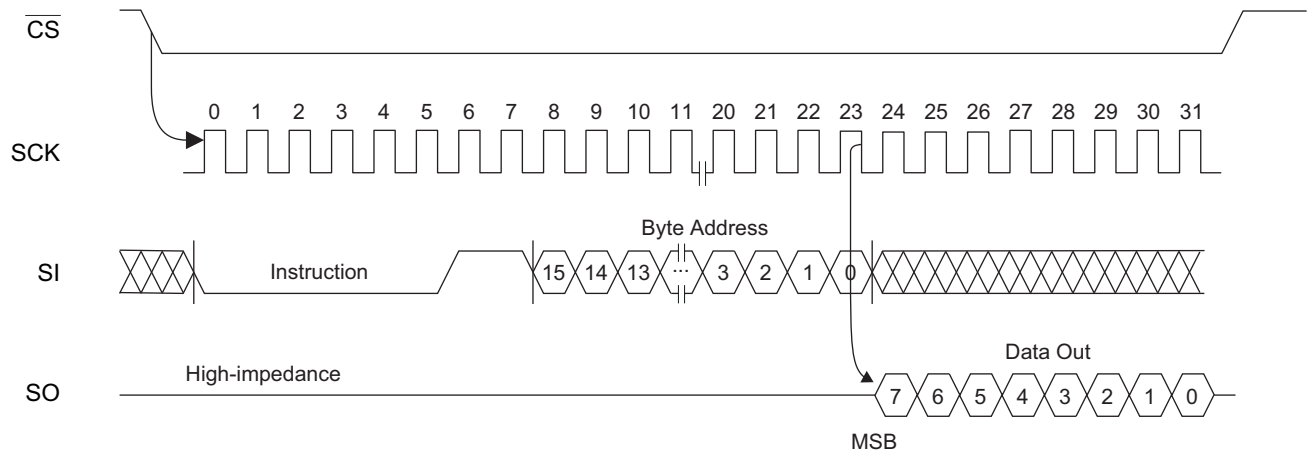 CS
0 1 2 3 4 5 6 7 8 9 10 11 20 21 22 23 24 25 26 27 28 29 30 31
SCK
Byte Address
SI Instruction 15 14 13 ... 3 2 1 0
Data Out
High-impedance
SO 7 6 5 4 3 2 1 0
MSB